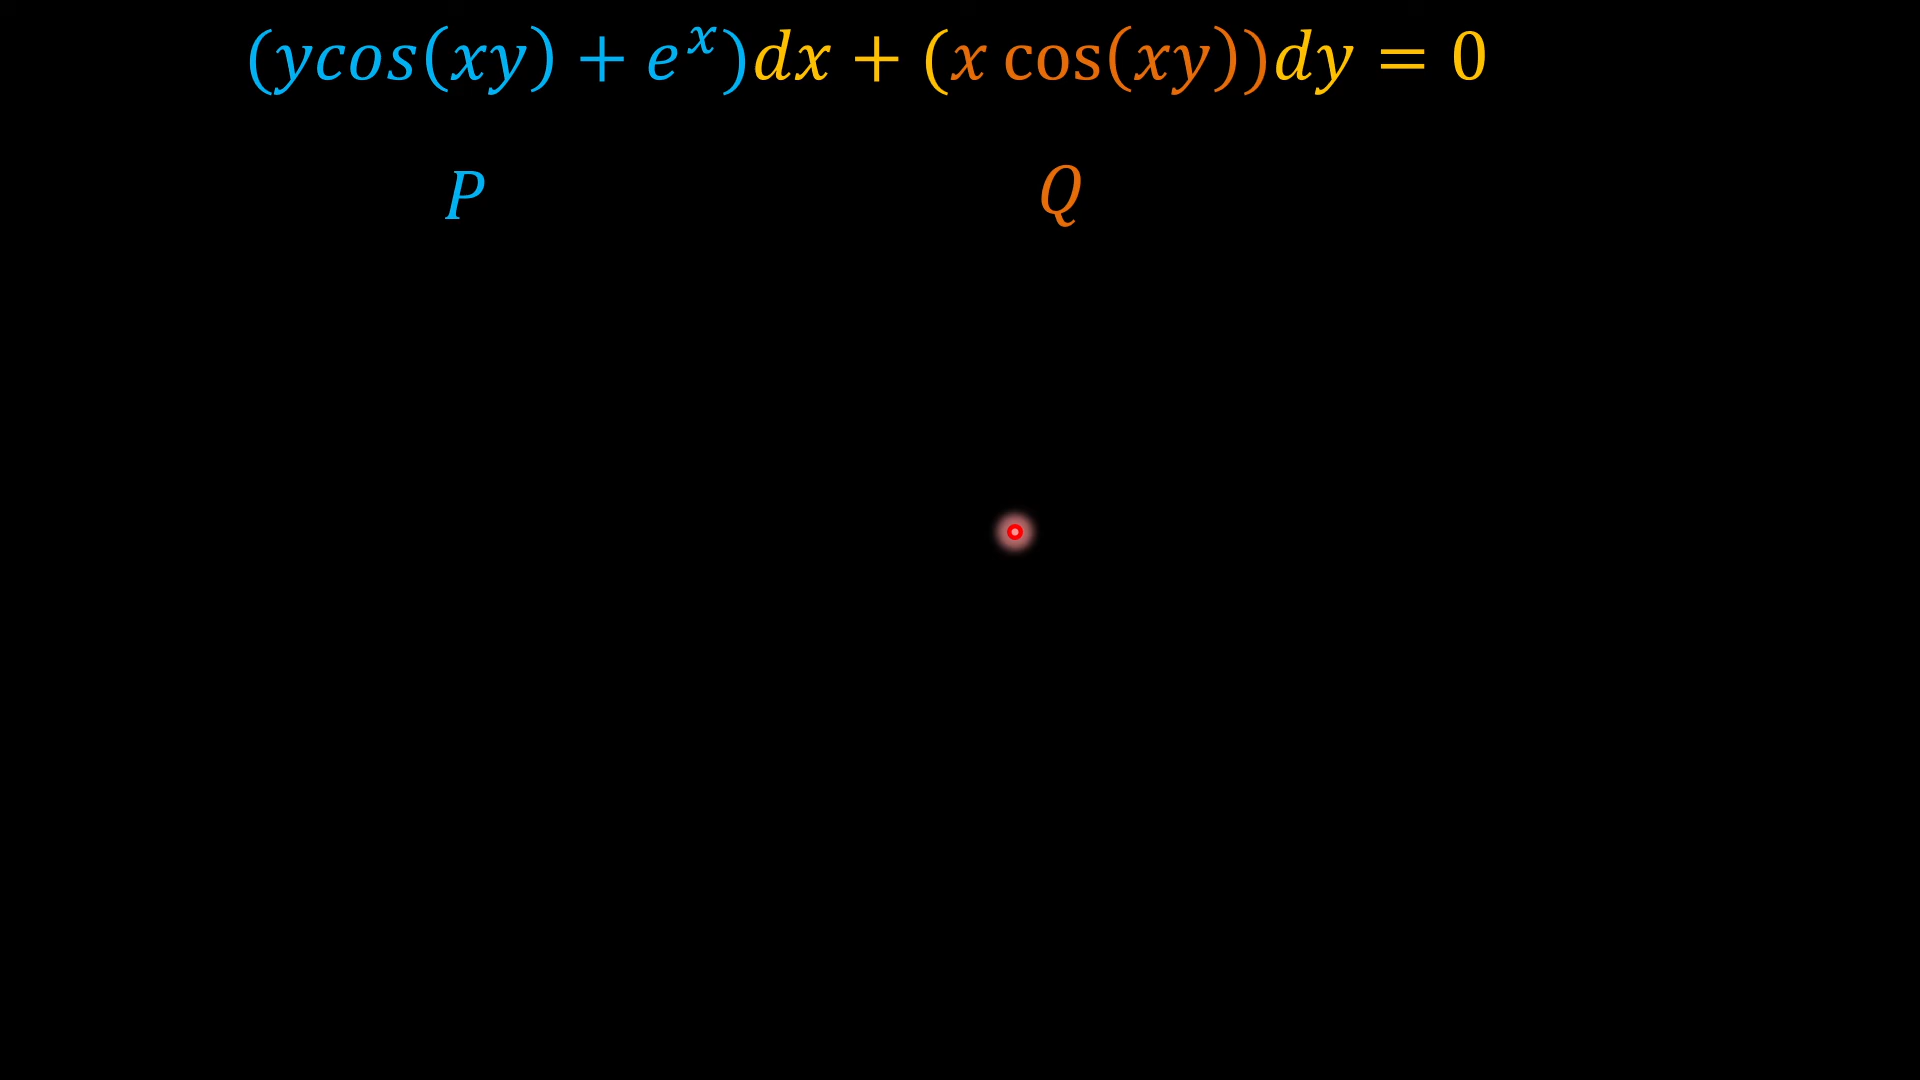 (ycos(xy) + e^x)dx + (x cos(xy))dy = 0
P Q